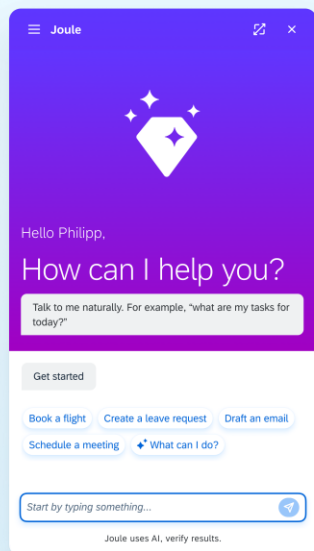 Joule
Hello Philipp,
How can I help you?
Talk to me naturally. For example, “what are my tasks for
today?”
Get started
Book a flight Create a leave request Draft an email
Schedule a meeting What can I do?
Start by typing something...
Joule uses AI, verify results.